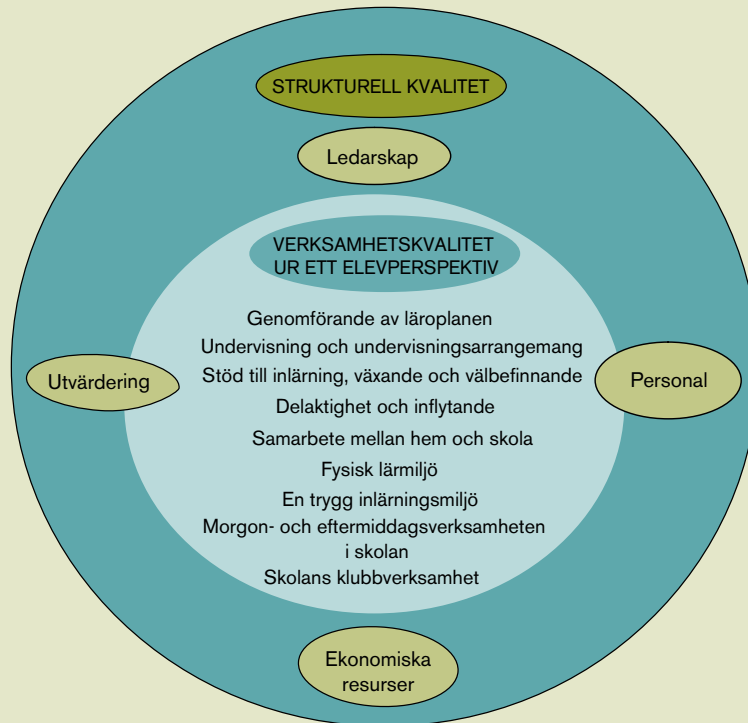 STRUKTURELL KVALITET
Ledarskap
VERKSAMHETSKVALITET
UR ETT ELEVPERSPEKTIV
Genomförande av läroplanen
Undervisning och undervisningsarrangemang
Stöd till inlärning, växande och välbefinnande
Delaktighet och inflytande
Samarbete mellan hem och skola
Fysisk lärmiljö
En trygg inlärningsmiljö
Morgon- och eftermiddagsverksamheten
i skolan
Skolans klubbverksamhet
Utvärdering
Personal
Ekonomiska
resurser